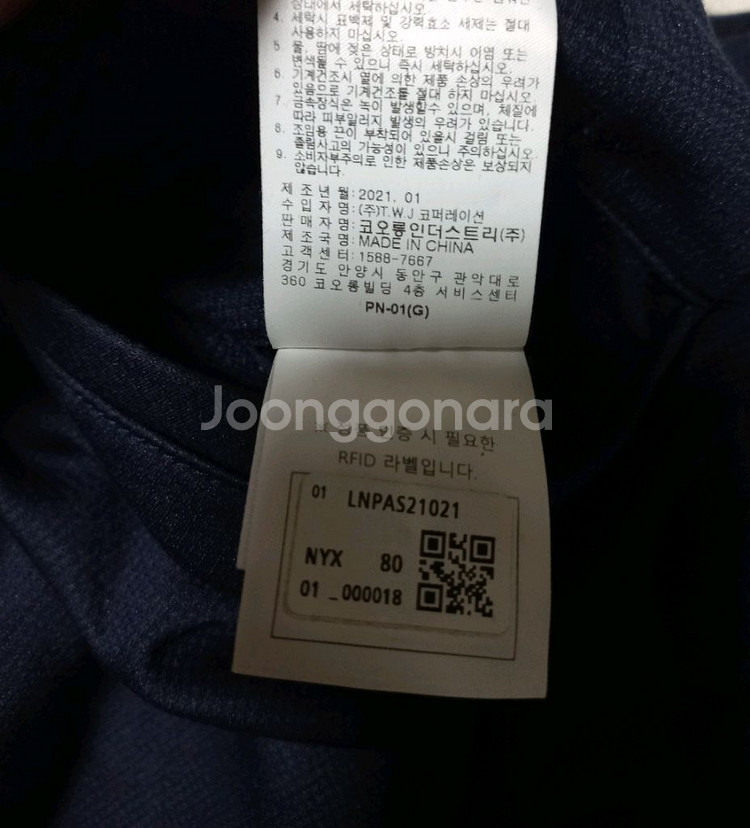 상태에서 세탁하십시오.
4. 세탁시 표백제 및 강력효소 세제는 절대
사용하지 마십시오.
5. 물, 땀에 젖은 상태로 방치시 이염 또는
변색될 수 있으니 즉시 세탁하십시오.
6. 기계건조시 열에 의한 제품 손상의 우려가
있음으로 기계건조를 절대 하지 마십시오.
7. 금속장식은 녹이 발생할수 있으며, 체질에
따라 피부알러지 발생의 우려가 있습니다.
8. 조임용 끈이 부착되어 있을시 걸림 또는
졸림사고의 가능성이 있으니 주의하십시오.
9. 소비자부주의로 인한 제품손상은 보상되지
않습니다.
제 조 년 월: 2021. 01
수 입 자 명: (주)T.W.J 코퍼레이션
판 매 자 명: 코오롱인더스트리(주)
제 조 국 명: MADE IN CHINA
고 객 센 터: 1588-7667
경 기 도 안 양 시 동 안 구 관 악 대 로
360 코 오 롱 빌 딩 4 층 서 비 스 센 터
PN-01(G)
Joonggonara
인증 시 필요한
RFID 라벨입니다.
01 LNPAS21021
NYX 80
01 _ 000018